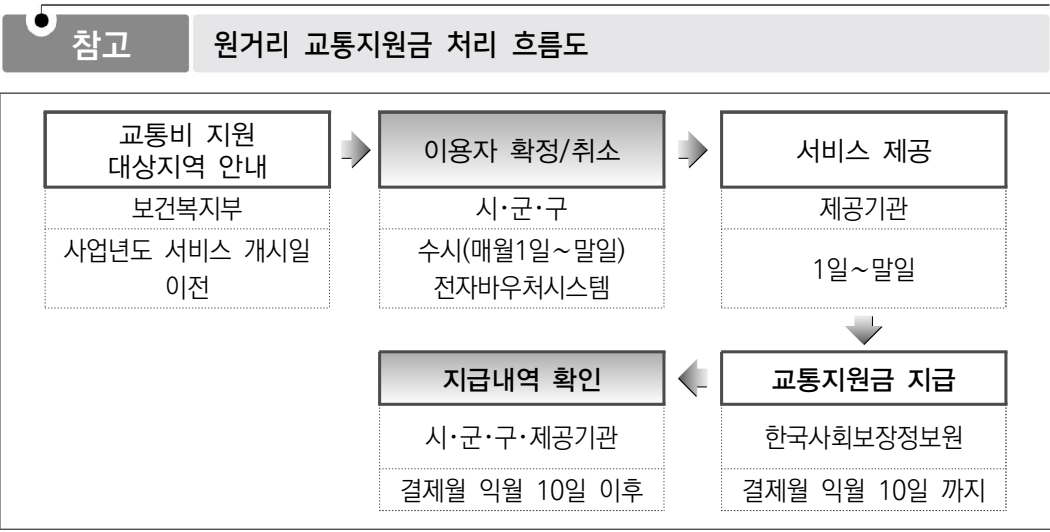 참고
원거리 교통지원금 처리 흐름도
교통비 지원
대상지역 안내
보건복지부
사업년도 서비스 개시일
이전
이용자 확정/취소
시·군·구
수시(매월1일~말일)
전자바우처시스템
서비스 제공
제공기관
1일~말일
교통지원금 지급
한국사회보장정보원
결제월 익월 10일 까지
지급내역 확인
시·군·구·제공기관
결제월 익월 10일 이후